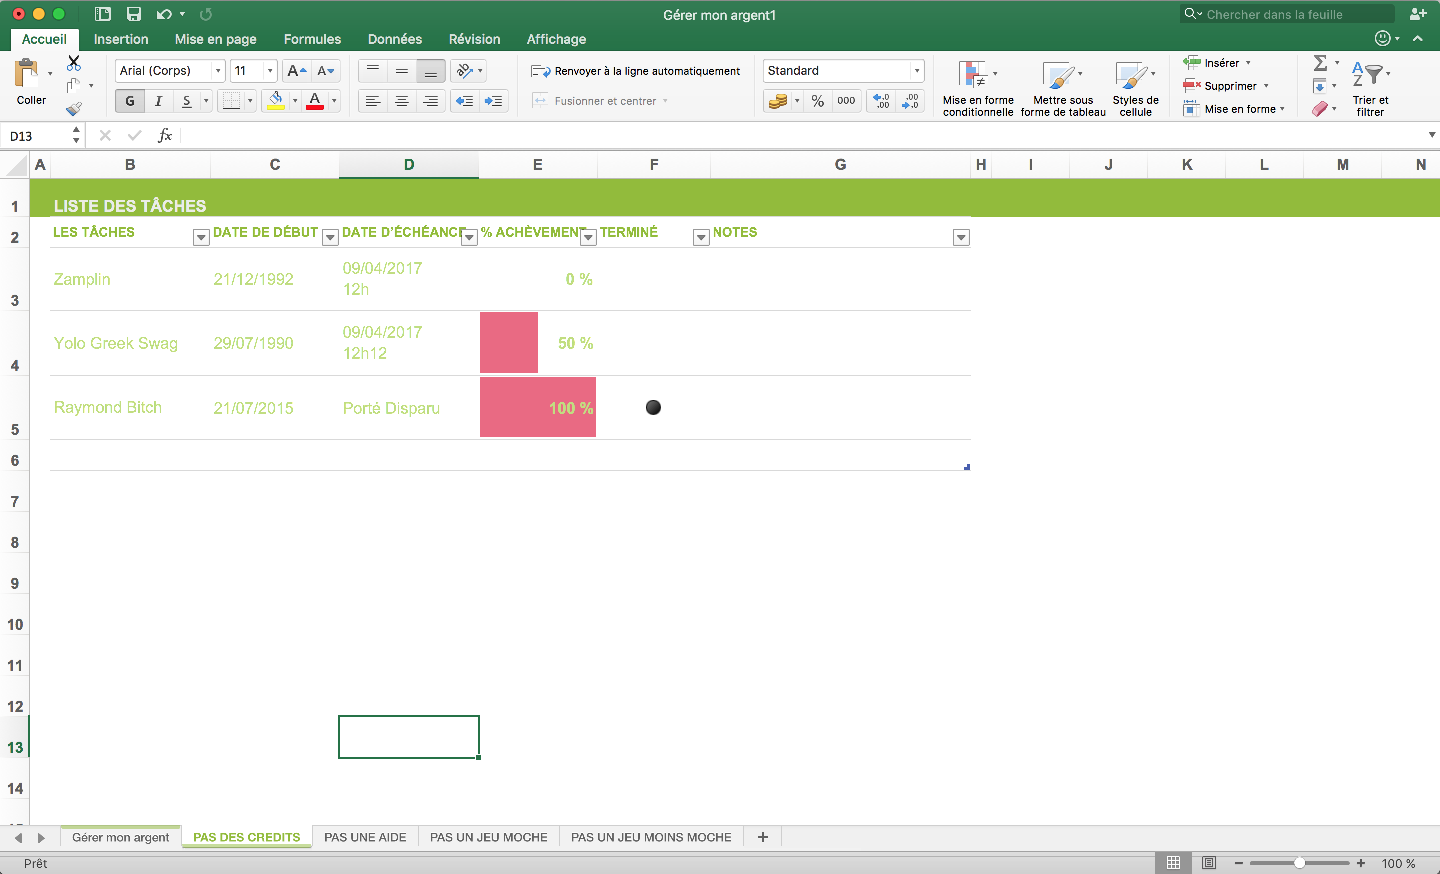 Gérer mon argent1
Chercher dans la feuille
Accueil Insertion Mise en page Formules Données Révision Affichage
Coller
Arial (Corps) 11 A A
G I S A
Renvoyer à la ligne automatiquement
Fusionner et centrer
Standard
% 000 ,0 ,00 ,00 ,0
Mise en forme conditionnelle
Mettre sous forme de tableau
Styles de cellule
Insérer
Supprimer
Mise en forme
Trier et filtrer
D13 fx
A B C D E F G H I J K L M N
1 LISTE DES TÂCHES
2 LES TÂCHES DATE DE DÉBUT DATE D'ÉCHÉANCE % ACHÈVEMENT TERMINÉ NOTES
3 Zamplin 21/12/1992 09/04/2017 12h 0 %
4 Yolo Greek Swag 29/07/1990 09/04/2017 12h12 50 %
5 Raymond Bitch 21/07/2015 Porté Disparu 100 %
6
7
8
9
10
11
12
13
14
Gérer mon argent PAS DES CREDITS PAS UNE AIDE PAS UN JEU MOCHE PAS UN JEU MOINS MOCHE +
Prêt
100 %